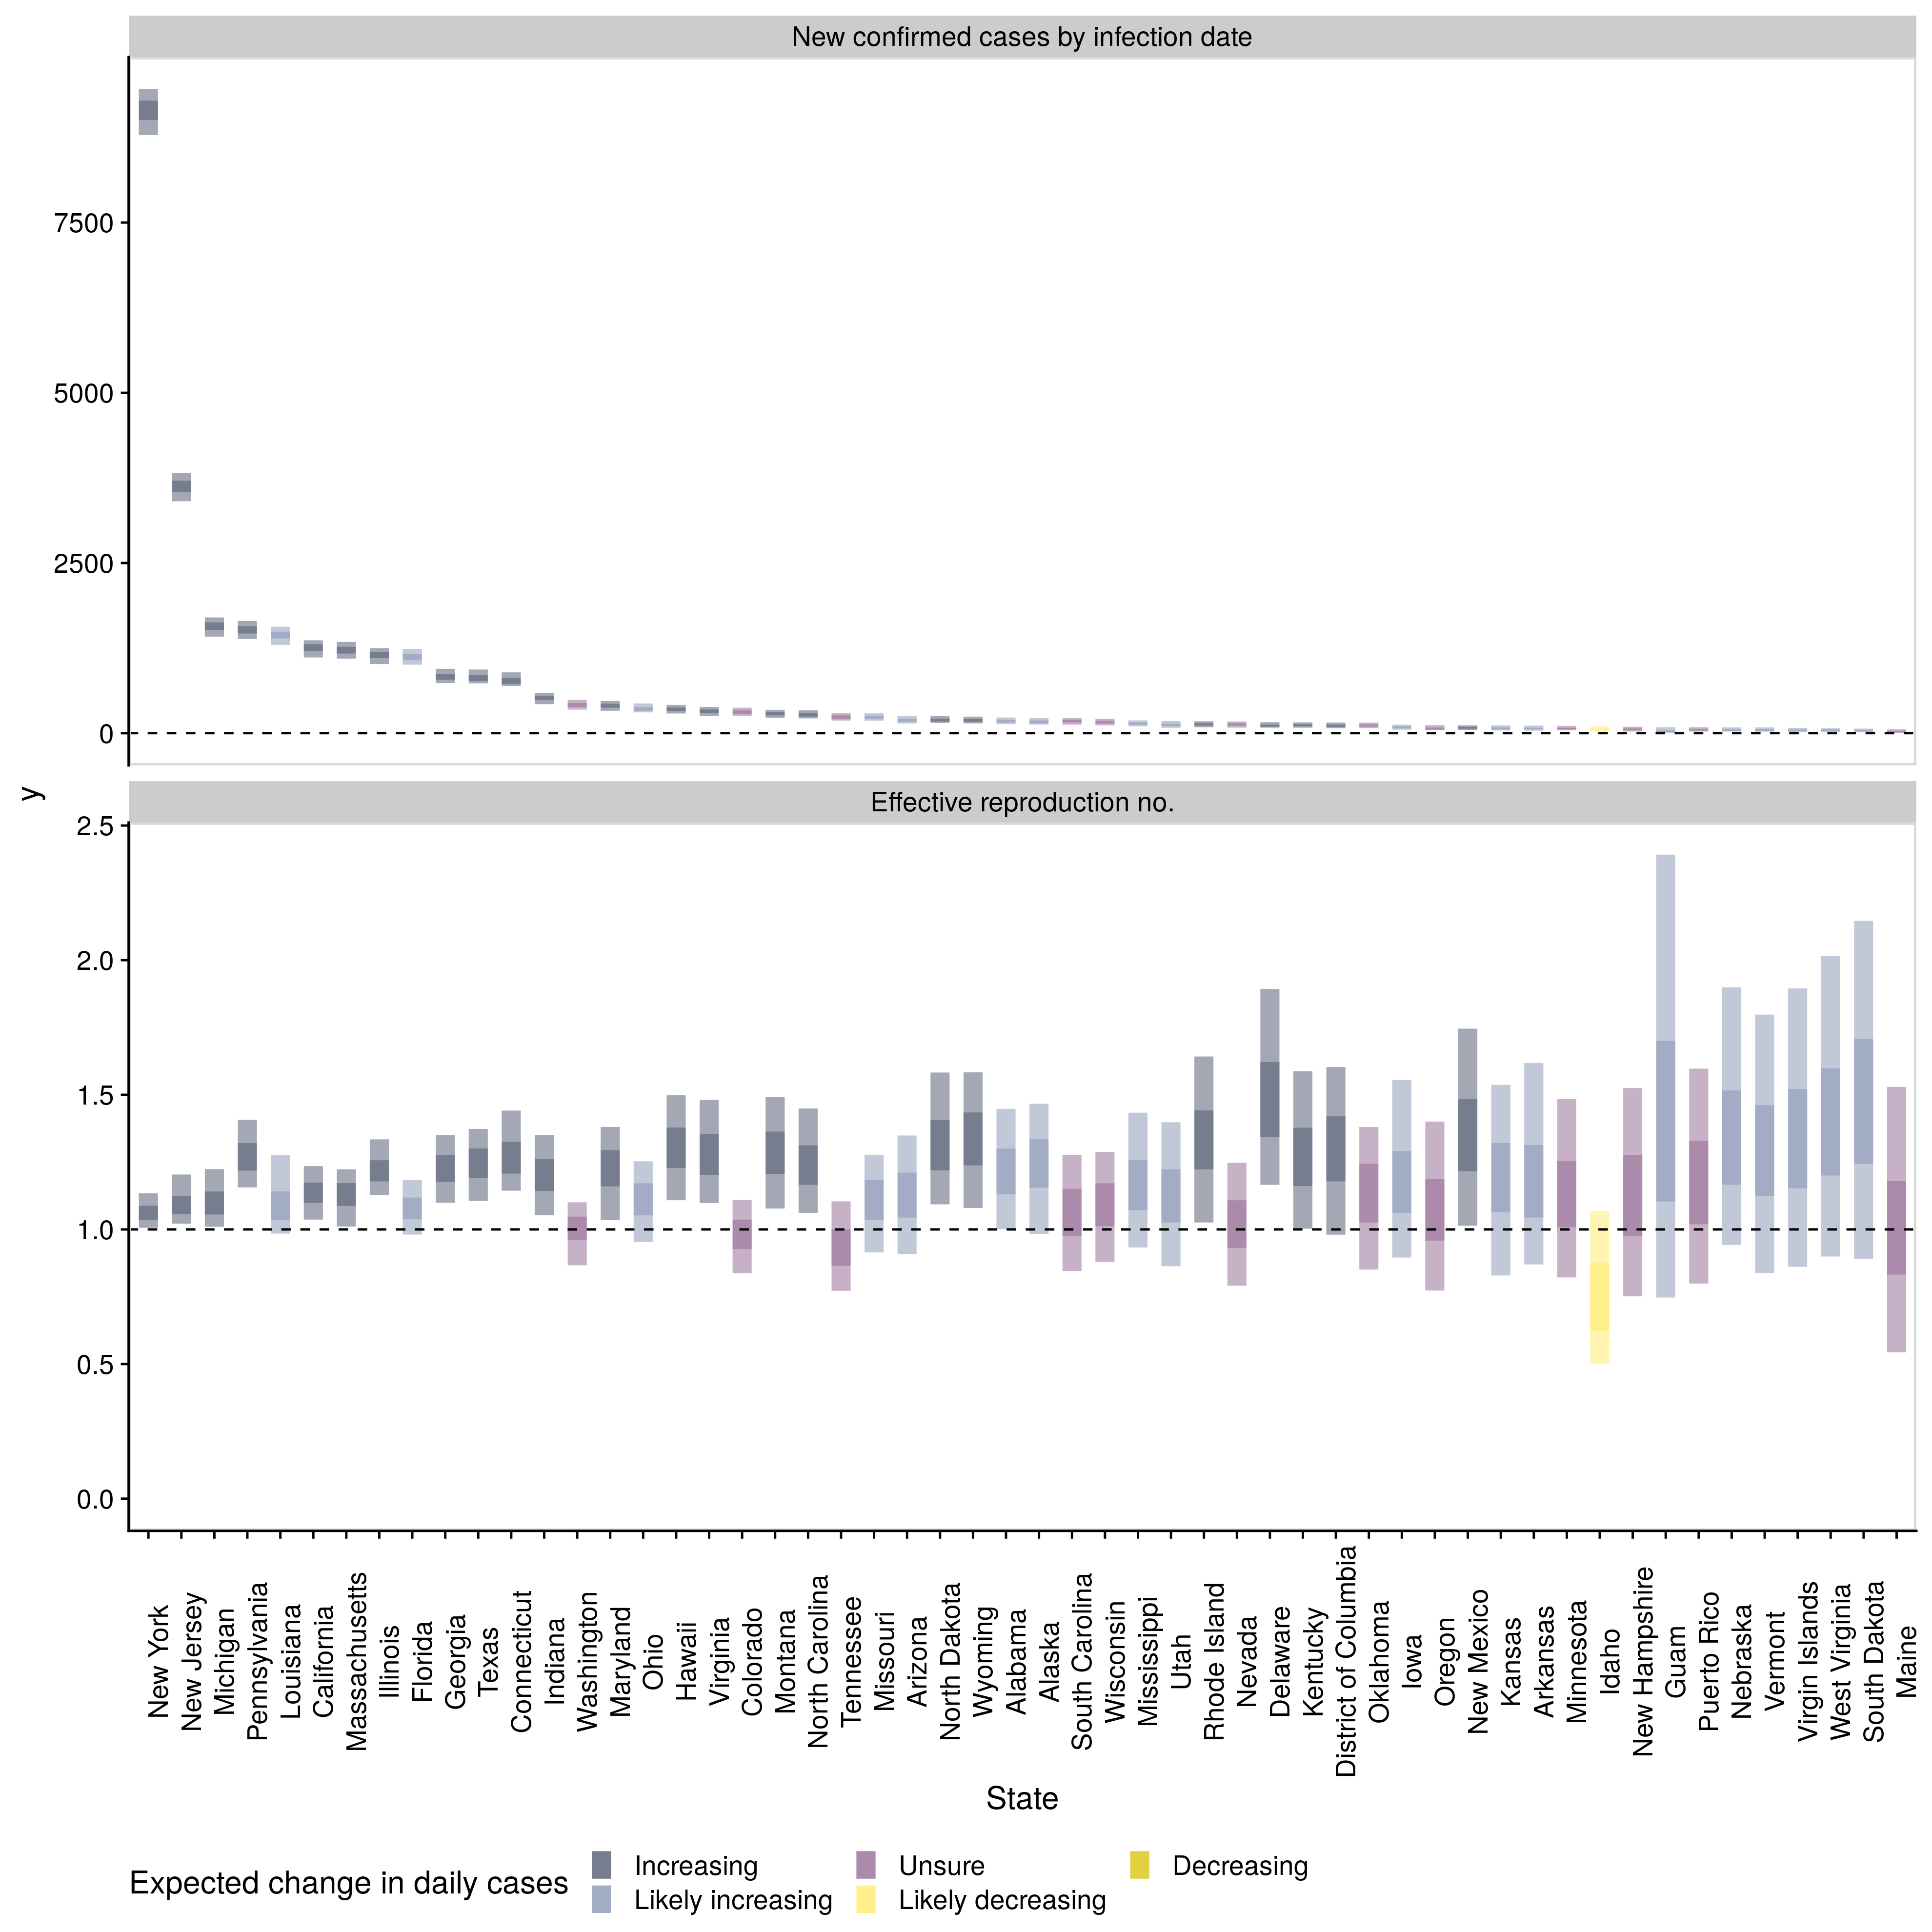 New confirmed cases by infection date
7500
5000
2500
0
y
Effective reproduction no.
2.5
2.0
1.5
1.0
0.5
0.0
New York
New Jersey
Michigan
Pennsylvania
Louisiana
California
Massachusetts
Illinois
Florida
Georgia
Texas
Connecticut
Indiana
Washington
Maryland
Ohio
Hawaii
Virginia
Colorado
Montana
North Carolina
Tennessee
Missouri
Arizona
North Dakota
Wyoming
Alabama
Alaska
South Carolina
Wisconsin
Mississippi
Utah
Rhode Island
Nevada
Delaware
Kentucky
District of Columbia
Oklahoma
Iowa
Oregon
New Mexico
Kansas
Arkansas
Minnesota
Idaho
New Hampshire
Guam
Puerto Rico
Nebraska
Vermont
Virgin Islands
West Virginia
South Dakota
Maine
State
Expected change in daily cases
Increasing
Likely increasing
Unsure
Likely decreasing
Decreasing